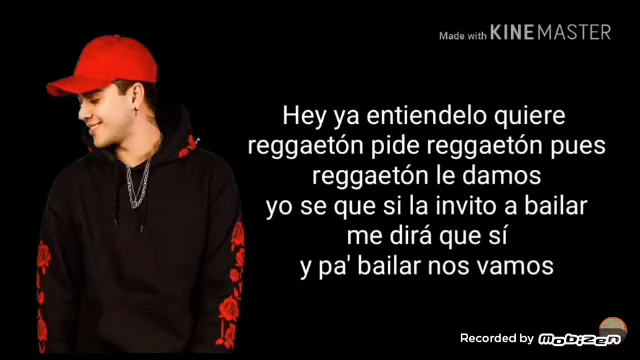 Made with KINEMASTER
Hey ya entiendelo quiere
reggaetón pide reggaetón pues
reggaetón le damos
yo se que si la invito a bailar
me dirá que sí
y pa' bailar nos vamos
Recorded by Mobizen